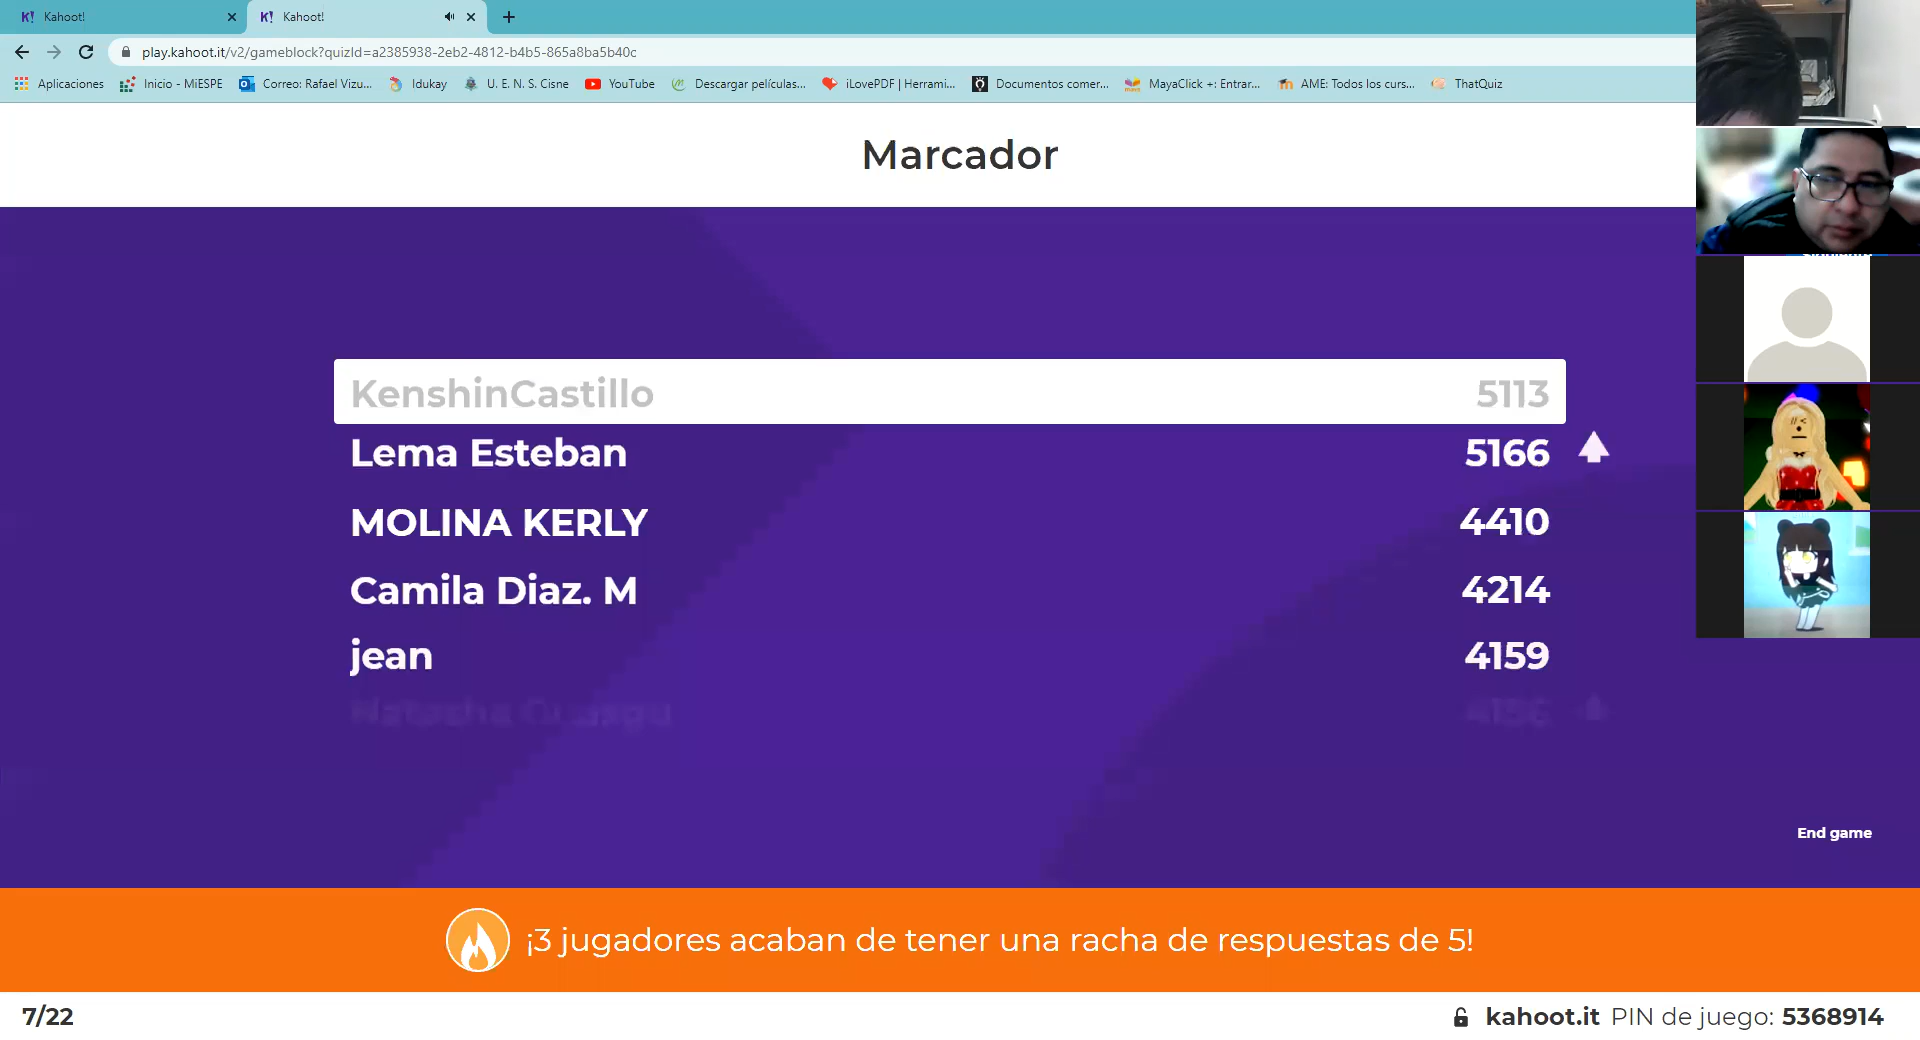 Kahoot!
Kahoot!
play.kahoot.it/v2/gameblock?quizId=a2385938-2eb2-4812-b4b5-865a8ba5b40c
Aplicaciones Inicio - MiESPE Correo: Rafael Vizu... Idukay U. E. N. S. Cisne YouTube Descargar películas... iLovePDF | Herrami... Documentos comer... MayaClick +: Entrar... AME: Todos los curs... ThatQuiz
Marcador
KenshinCastillo 5113
Lema Esteban 5166
MOLINA KERLY 4410
Camila Diaz. M 4214
jean 4159
Natasha
End game
¡3 jugadores acaban de tener una racha de respuestas de 5!
7/22
kahoot.it PIN de juego: 5368914